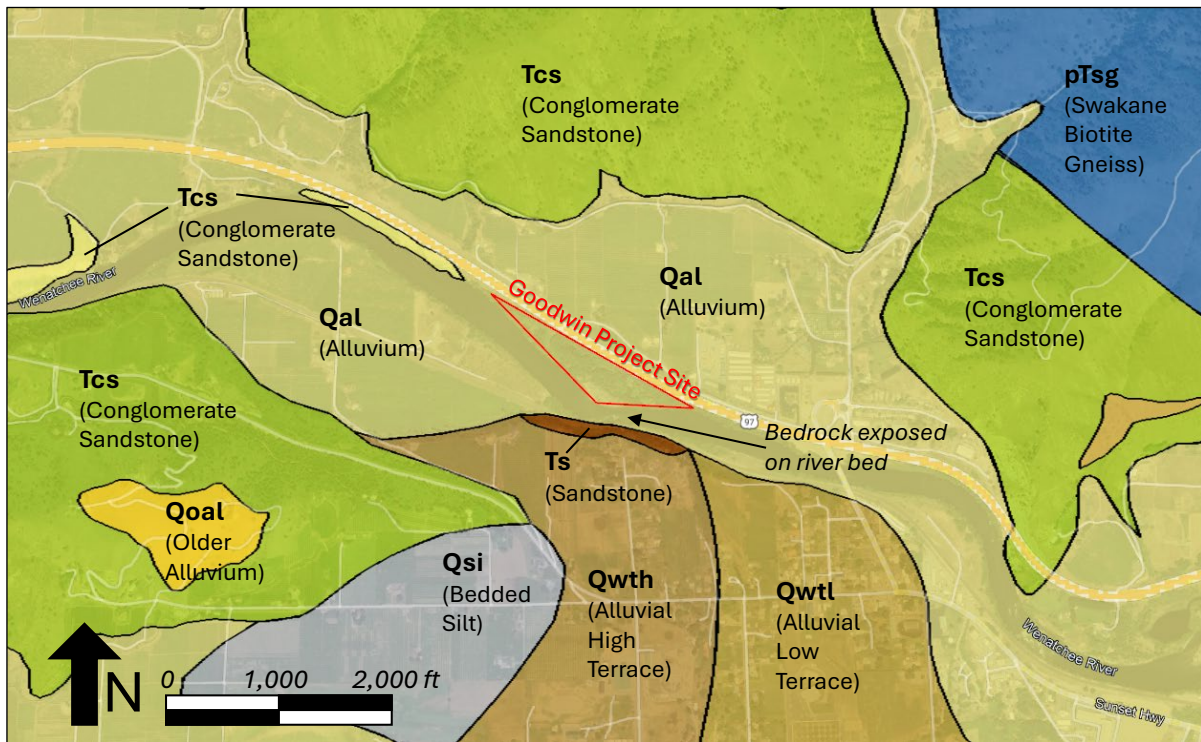 Tcs
(Conglomerate
Sandstone)
pTsg
(Swakane
Biotite
Gneiss)
Tcs
(Conglomerate
Sandstone)
Wenatchee River
Qal
(Alluvium)
Goodwin Project Site
Qal
(Alluvium)
Tcs
(Conglomerate
Sandstone)
Tcs
(Conglomerate
Sandstone)
97
Bedrock exposed
on river bed
Ts
(Sandstone)
Qoal
(Older
Alluvium)
Qsi
(Bedded
Silt)
Qwth
(Alluvial
High
Terrace)
Qwtl
(Alluvial
Low
Terrace)
Wenatchee River
Sunset Hwy
N
0 1,000 2,000 ft